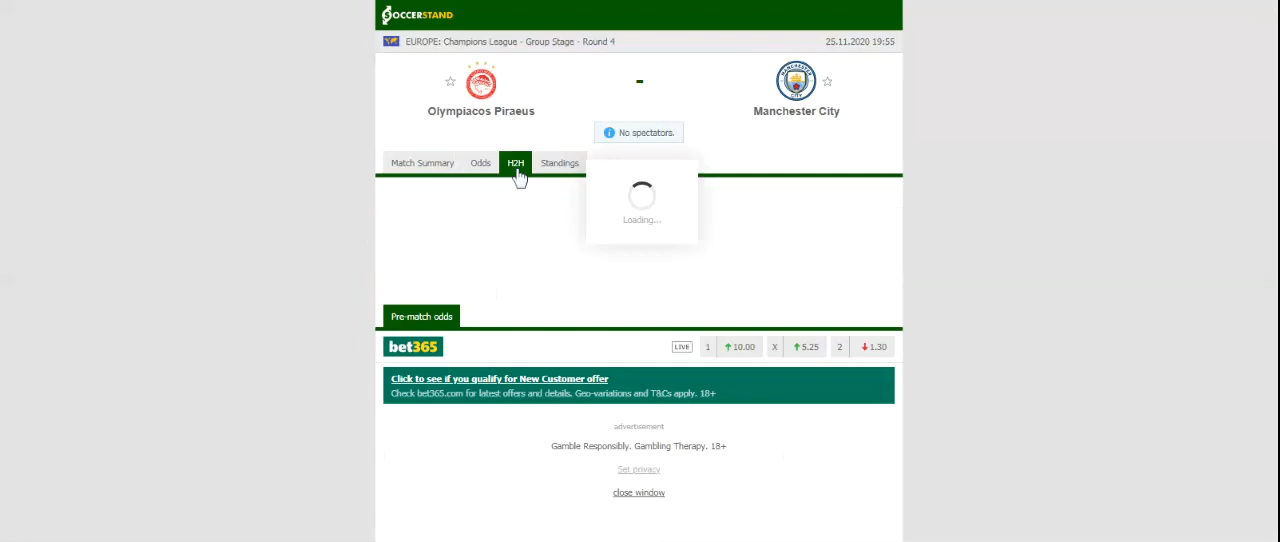 SOCCERSTAND
EUROPE: Champions League - Group Stage - Round 4 25.11.2020 19:55
-
Olympiacos Piraeus Manchester City
No spectators.
Match Summary Odds H2H Standings
Loading...
Pre-match odds
bet365 LIVE 1 10.00 X 5.25 2 1.30
Click to see if you qualify for New Customer offer
Check bet365.com for latest offers and details. Geo-variations and T&Cs apply. 18+
advertisement
Gamble Responsibly. Gambling Therapy. 18+
Set privacy
close window